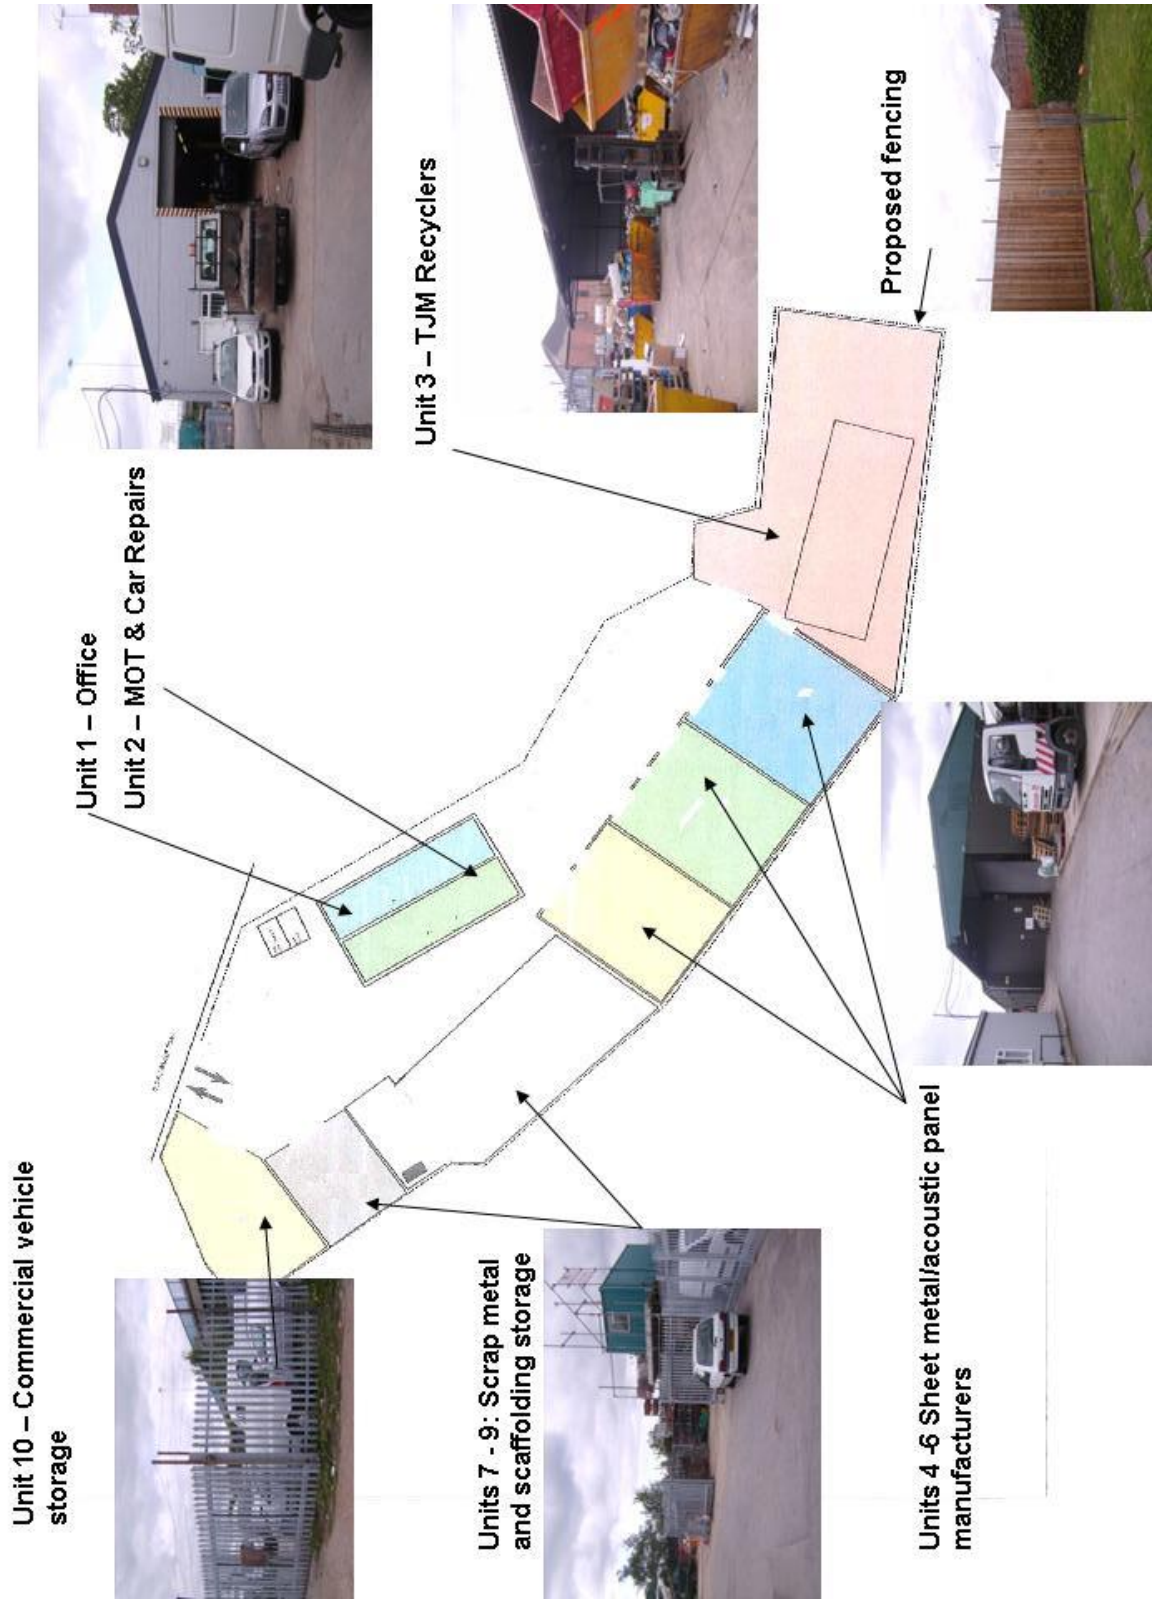 Unit 10 – Commercial vehicle
storage
Unit 1 – Office
Unit 2 – MOT & Car Repairs
Units 7 - 9: Scrap metal
and scaffolding storage
Unit 3 – TJM Recyclers
Units 4 -6 Sheet metal/acoustic panel
manufacturers
Proposed fencing